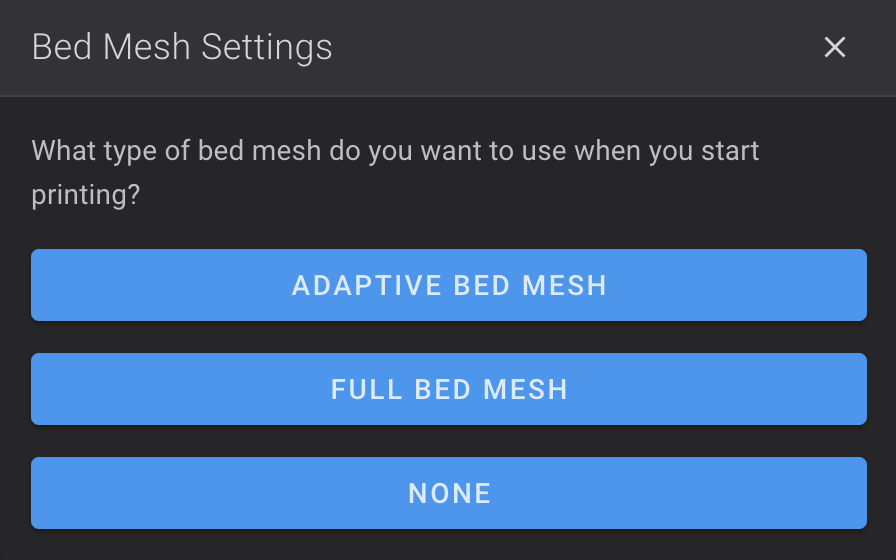 Bed Mesh Settings
What type of bed mesh do you want to use when you start
printing?
ADAPTIVE BED MESH
FULL BED MESH
NONE